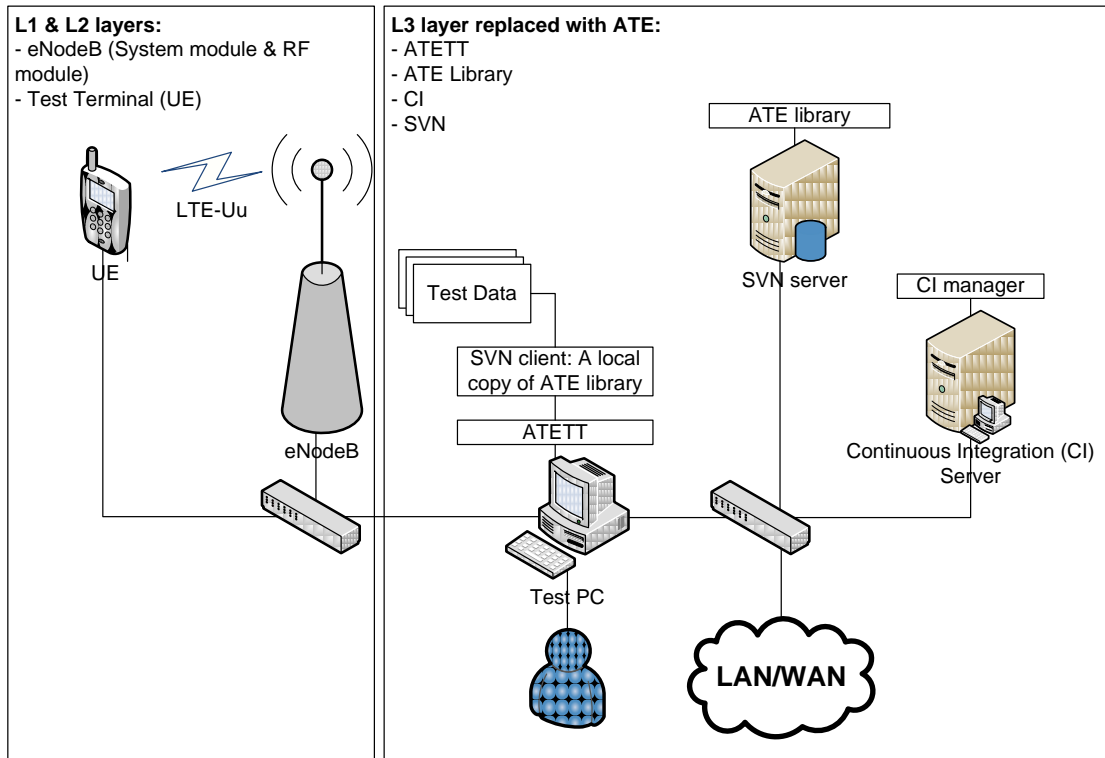 L1 & L2 layers:
- eNodeB (System module & RF
module)
- Test Terminal (UE)
LTE-Uu
UE
eNodeB
L3 layer replaced with ATE:
- ATETT
- ATE Library
- CI
- SVN
ATE library
SVN server
CI manager
Continuous Integration (CI)
Server
Test Data
SVN client: A local
copy of ATE library
ATETT
Test PC
LAN/WAN